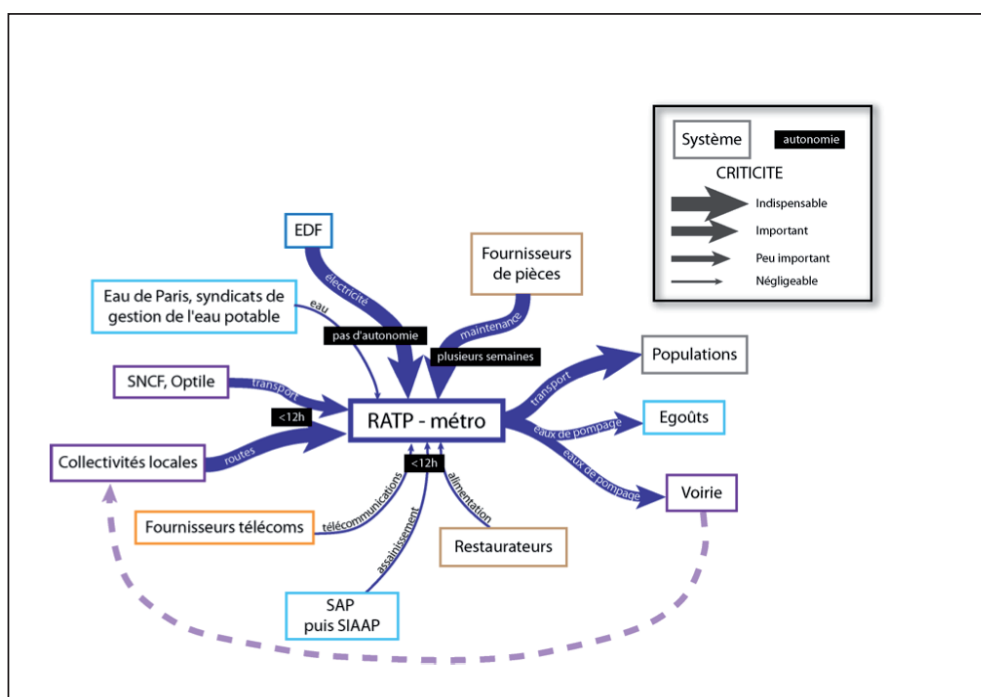 Système
autonomie
CRITICITE
Indispensable
Important
Peu important
Négligeable
EDF
Fournisseurs
de pièces
électricité
Eau de Paris, syndicats de
gestion de l'eau potable
eau
maintenance
pas d'autonomie
plusieurs semaines
Populations
SNCF, Optile
transport
transport
<12h
RATP - métro
Egoûts
eaux de pompage
Collectivités locales
routes
eaux de pompage
<12h
Voirie
Fournisseurs télécoms
télécommunications
alimentation
assainissement
Restaurateurs
SAP
puis SIAAP